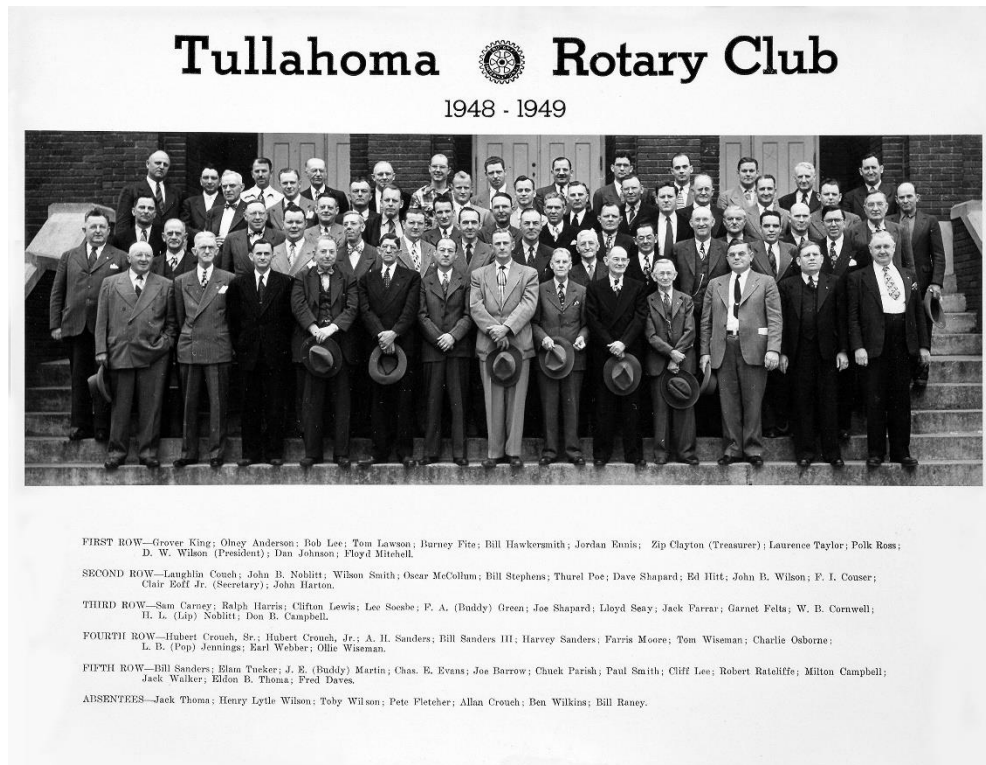 Tullahoma Rotary Club
1948 - 1949
FIRST ROW—Grover King; Olney Anderson; Bob Lee; Tom Lawson; Burney Fite; Bill Hawkersmith; Jordan Ennis; Zip Clayton (Treasurer); Laurence Taylor; Polk Ross;
D. W. Wilson (President); Dan Johnson; Floyd Mitchell.
SECOND ROW—Laughlin Couch; John B. Noblitt; Wilson Smith; Oscar McCollum; Bill Stephens; Thurel Poe; Dave Shapard; Ed Hitt; John B. Wilson; F. I. Couser;
Clair Eoff Jr. (Secretary); John Harton.
THIRD ROW—Sam Carney; Ralph Harris; Clifton Lewis; Lee Soesbe; F. A. (Buddy) Green; Joe Shapard; Lloyd Seay; Jack Farrar; Garnet Felts; W. B. Cornwell;
H. L. (Lip) Noblitt; Don B. Campbell.
FOURTH ROW—Hubert Crouch, Sr.; Hubert Crouch, Jr.; A. H. Sanders; Bill Sanders III; Harvey Sanders; Farris Moore; Tom Wiseman; Charlie Osborne;
L. B. (Pop) Jennings; Earl Webber; Ollie Wiseman.
FIFTH ROW—Bill Sanders; Elam Tucker; J. E. (Buddy) Martin; Chas. E. Evans; Joe Barrow; Chuck Parish; Paul Smith; Cliff Lee; Robert Ratcliffe; Milton Campbell;
Jack Walker; Eldon B. Thoma; Fred Daves.
ABSENTEES—Jack Thoma; Henry Lytle Wilson; Toby Wilson; Pete Fletcher; Allan Crouch; Ben Wilkins; Bill Raney.